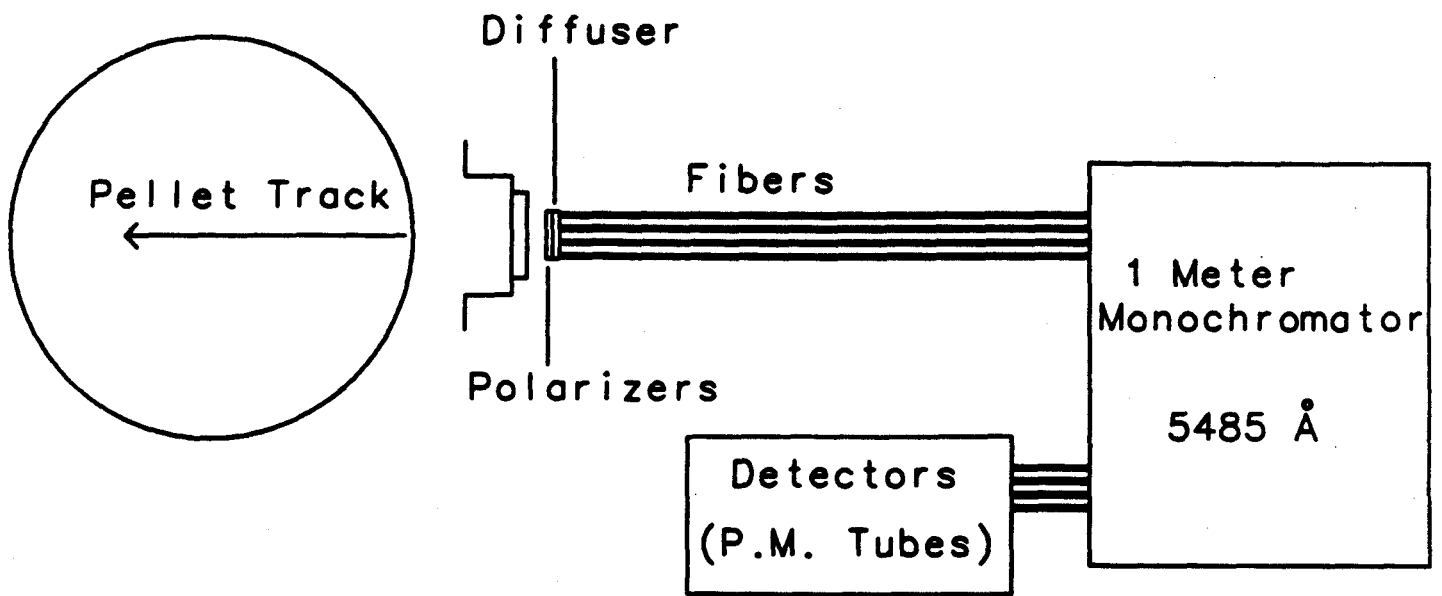 Diffuser
Pellet Track
Fibers
1 Meter
Monochromator
5485 Å
Polarizers
Detectors
(P.M. Tubes)